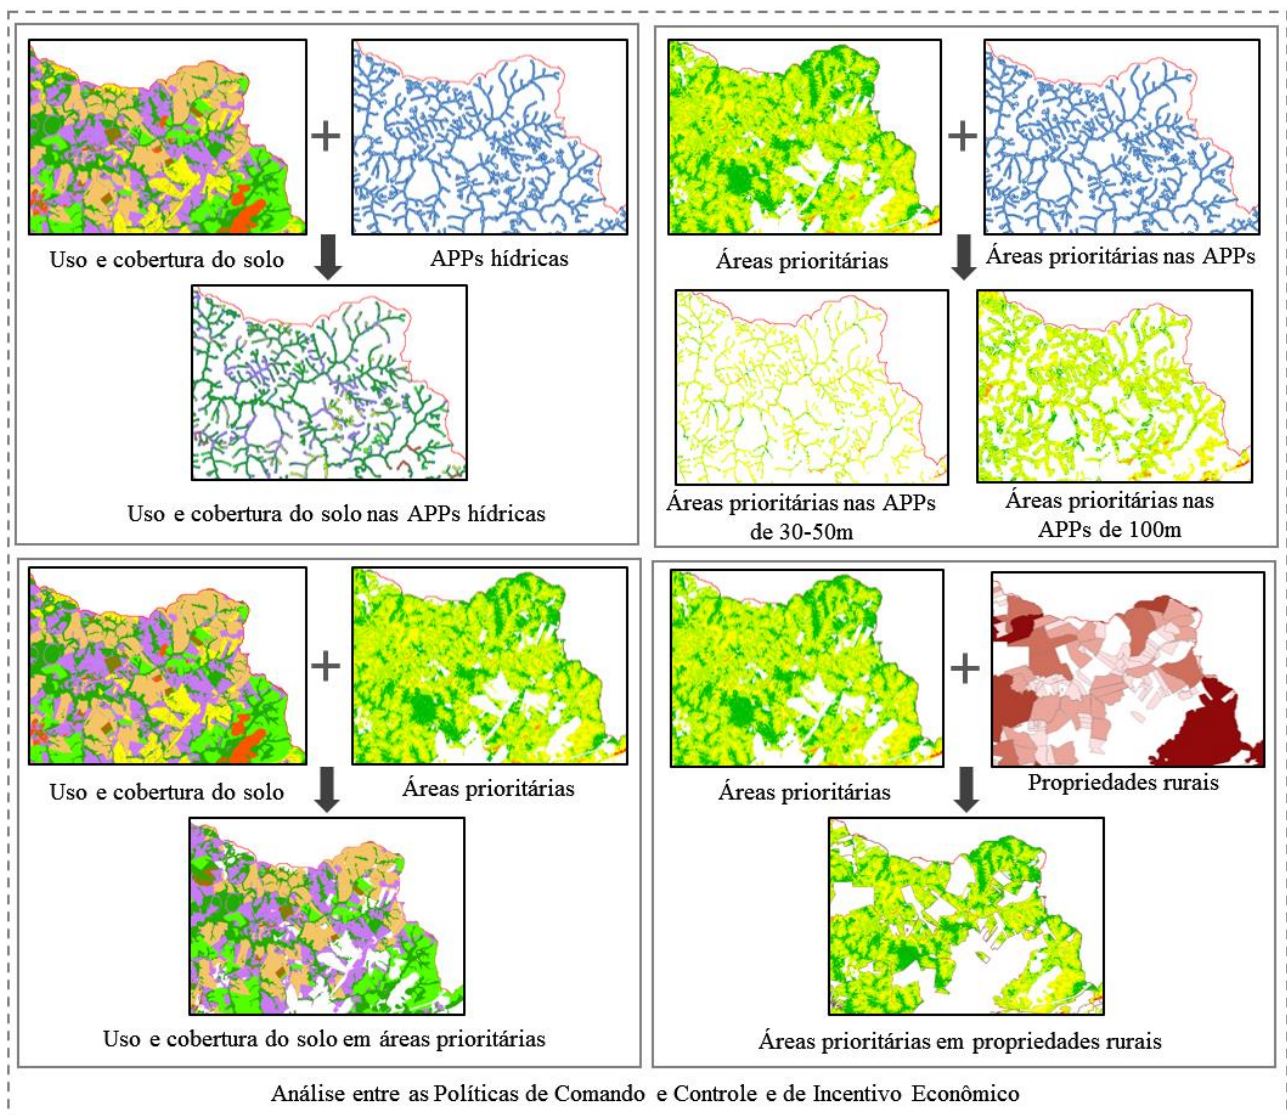 Uso e cobertura do solo
APPs hídricas
Uso e cobertura do solo nas APPs hídricas
Áreas prioritárias
Áreas prioritárias nas APPs
Áreas prioritárias nas APPs
de 30-50m
Áreas prioritárias nas
APPs de 100m
Uso e cobertura do solo
Áreas prioritárias
Uso e cobertura do solo em áreas prioritárias
Áreas prioritárias
Propriedades rurais
Áreas prioritárias em propriedades rurais
Análise entre as Políticas de Comando e Controle e de Incentivo Econômico